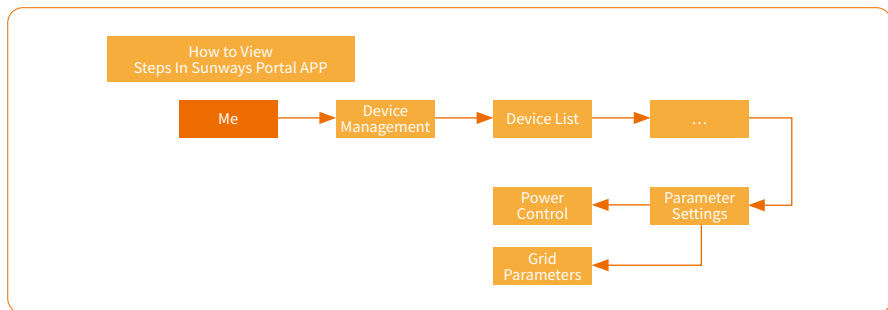 How to View
Steps In Sunways Portal APP
Me
Device
Management
Device List
...
Power
Control
Parameter
Settings
Grid
Parameters